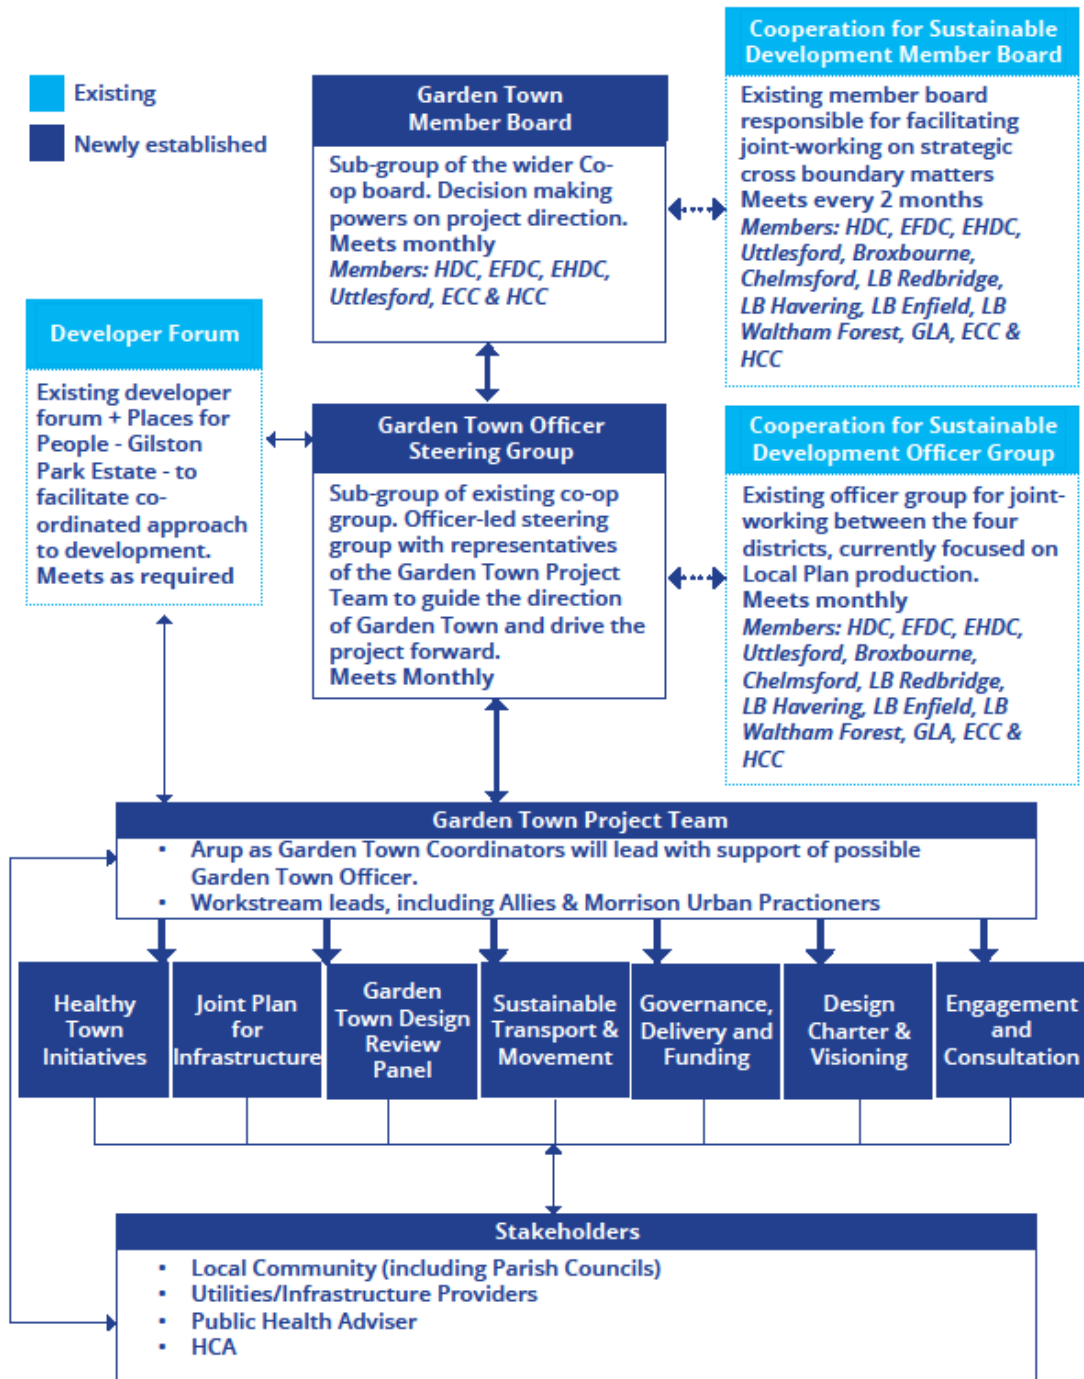 Existing
Newly established
Garden Town
Member Board
Sub-group of the wider Co-
op board. Decision making
powers on project direction.
Meets monthly
Members: HDC, EFDC, EHDC,
Uttlesford, ECC & HCC
Cooperation for Sustainable
Development Member Board
Existing member board
responsible for facilitating
joint-working on strategic
cross boundary matters
Meets every 2 months
Members: HDC, EFDC, EHDC,
Uttlesford, Broxbourne,
Chelmsford, LB Redbridge,
LB Havering, LB Enfield, LB
Waltham Forest, GLA, ECC &
HCC
Developer Forum
Existing developer
forum + Places for
People - Gilston
Park Estate - to
facilitate co-
ordinated approach
to development.
Meets as required
Garden Town Officer
Steering Group
Sub-group of existing co-op
group. Officer-led steering
group with representatives
of the Garden Town Project
Team to guide the direction
of Garden Town and drive the
project forward.
Meets Monthly
Cooperation for Sustainable
Development Officer Group
Existing officer group for joint-
working between the four
districts, currently focused on
Local Plan production.
Meets monthly
Members: HDC, EFDC, EHDC,
Uttlesford, Broxbourne,
Chelmsford, LB Redbridge,
LB Havering, LB Enfield, LB
Waltham Forest, GLA, ECC &
HCC
Garden Town Project Team
• Arup as Garden Town Coordinators will lead with support of possible
Garden Town Officer.
• Workstream leads, including Allies & Morrison Urban Practioners
Healthy
Town
Initiatives
Joint Plan
for
Infrastructure
Garden
Town Design
Review
Panel
Sustainable
Transport &
Movement
Governance,
Delivery and
Funding
Design
Charter &
Visioning
Engagement
and
Consultation
Stakeholders
• Local Community (including Parish Councils)
• Utilities/Infrastructure Providers
• Public Health Adviser
• HCA